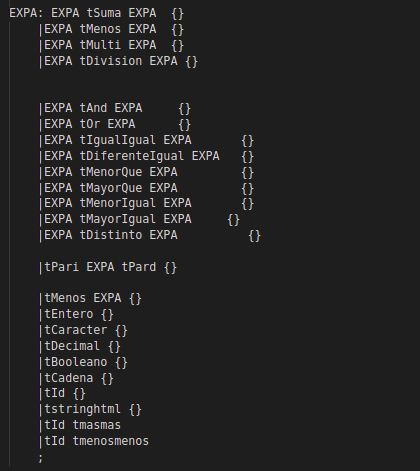 EXPA: EXPA tSuma EXPA {}
|EXPA tMenos EXPA {}
|EXPA tMulti EXPA {}
|EXPA tDivision EXPA {}
|EXPA tAnd EXPA {}
|EXPA tOr EXPA {}
|EXPA tIgualIgual EXPA {}
|EXPA tDiferenteIgual EXPA {}
|EXPA tMenorQue EXPA {}
|EXPA tMayorQue EXPA {}
|EXPA tMenorIgual EXPA {}
|EXPA tMayorIgual EXPA {}
|EXPA tDistinto EXPA {}
|tPari EXPA tPard {}
|tMenos EXPA {}
|tEntero {}
|tCaracter {}
|tDecimal {}
|tBooleano {}
|tCadena {}
|tId {}
|tstringhtml {}
|tId tmasmas
|tId tmenosmenos
;